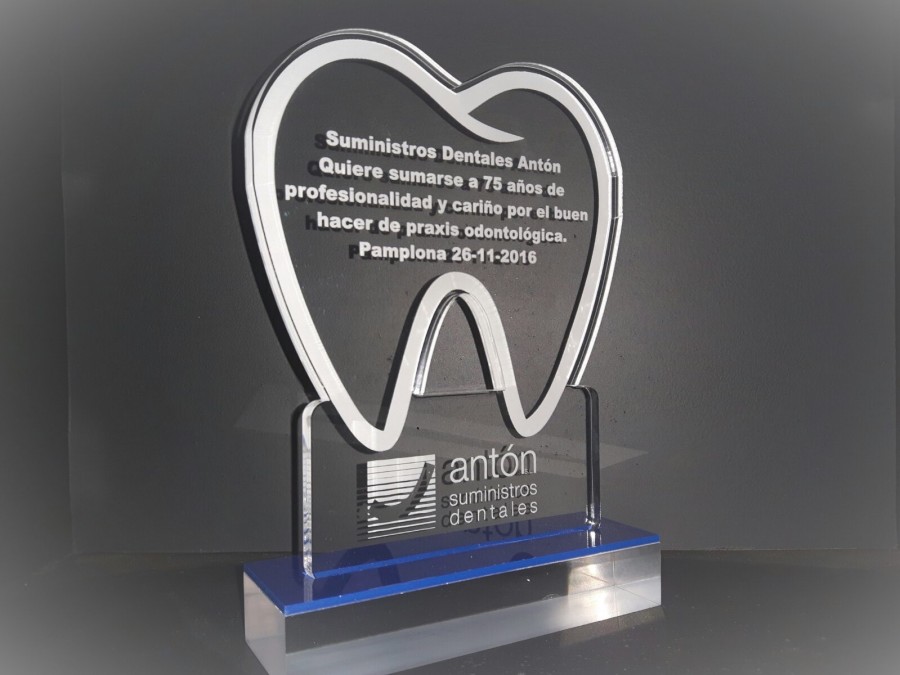 Suministros Dentales Antón
Quiere sumarse a 75 años de
profesionalidad y cariño por el buen
hacer de praxis odontológica.
Pamplona 26-11-2016
antón
suministros
dentales